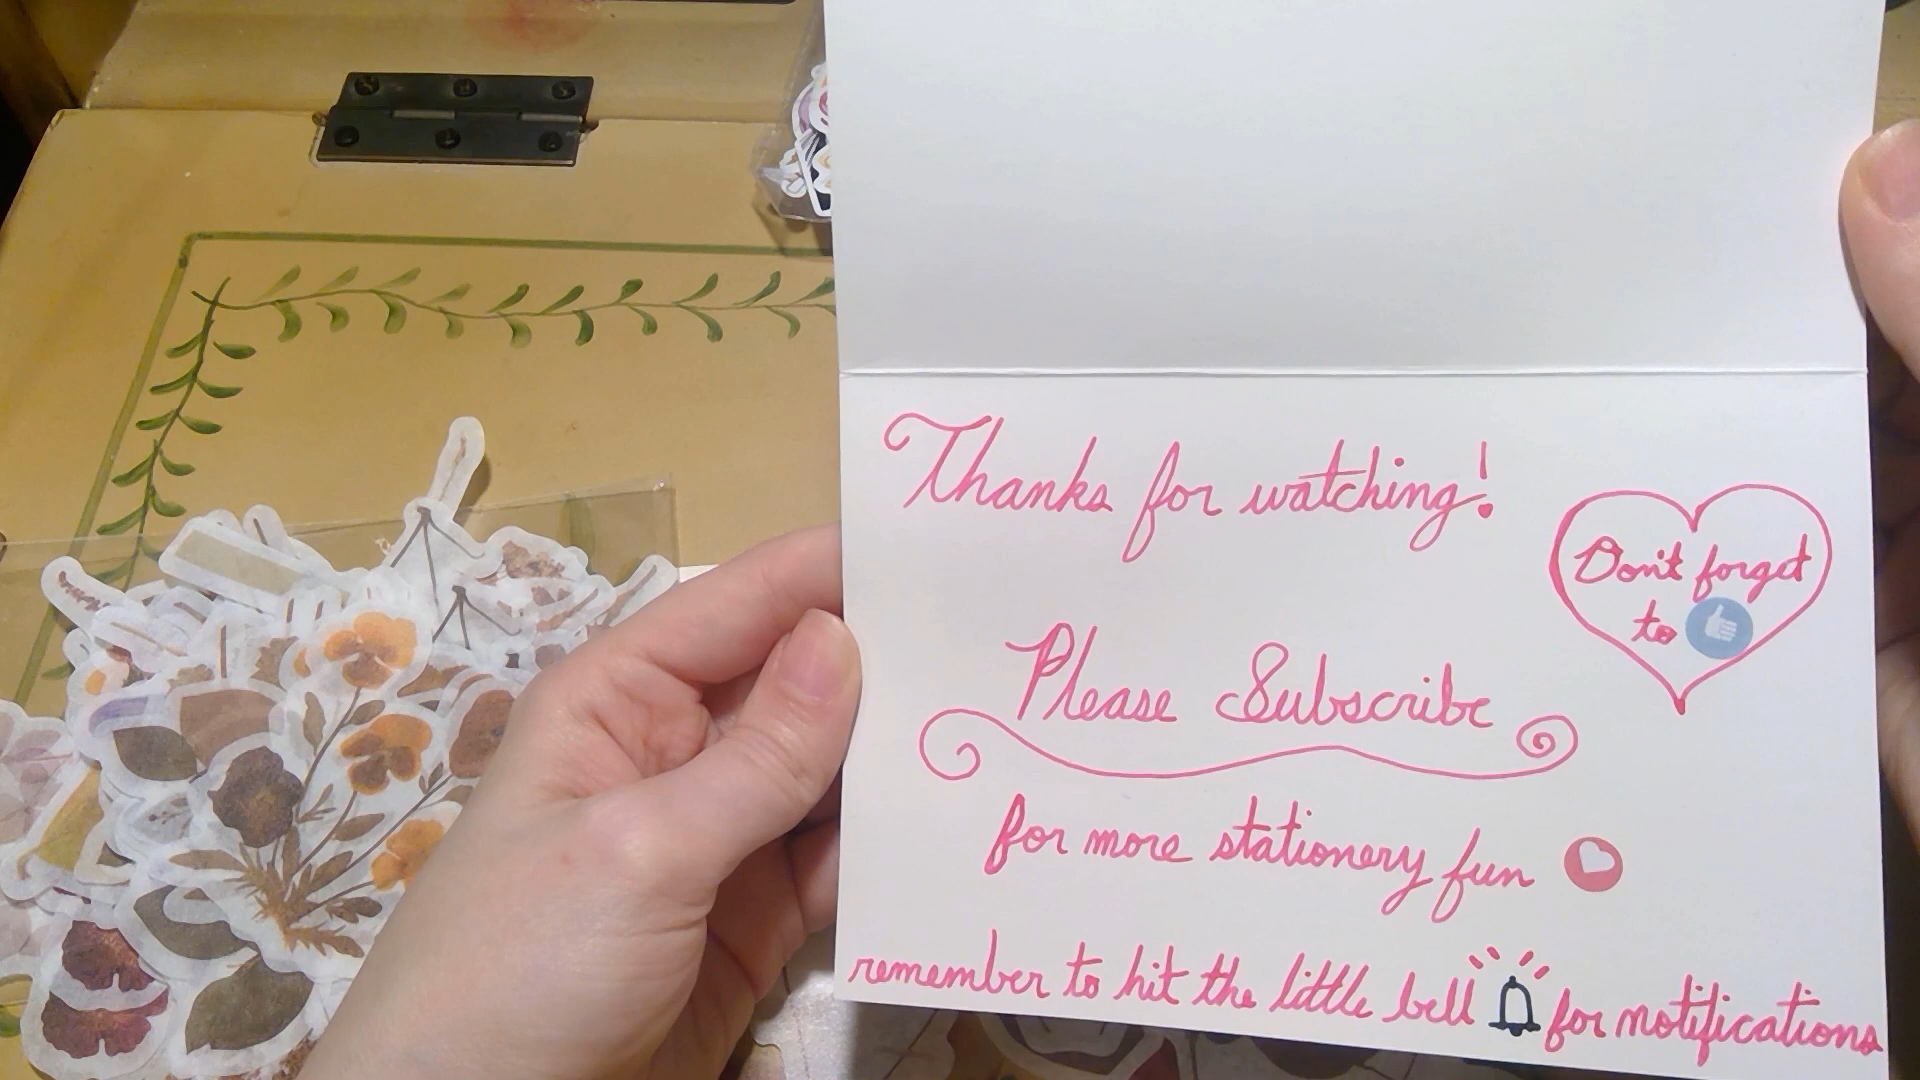 Thanks for watching!
Don't forget
to
Please Subscribe
for more stationery fun
remember to hit the little bell for notifications